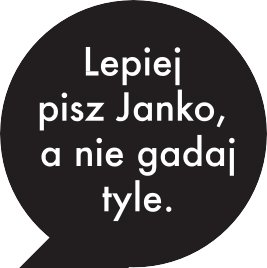 Lepiej
pisz Janko,
a nie gadaj
tyle.